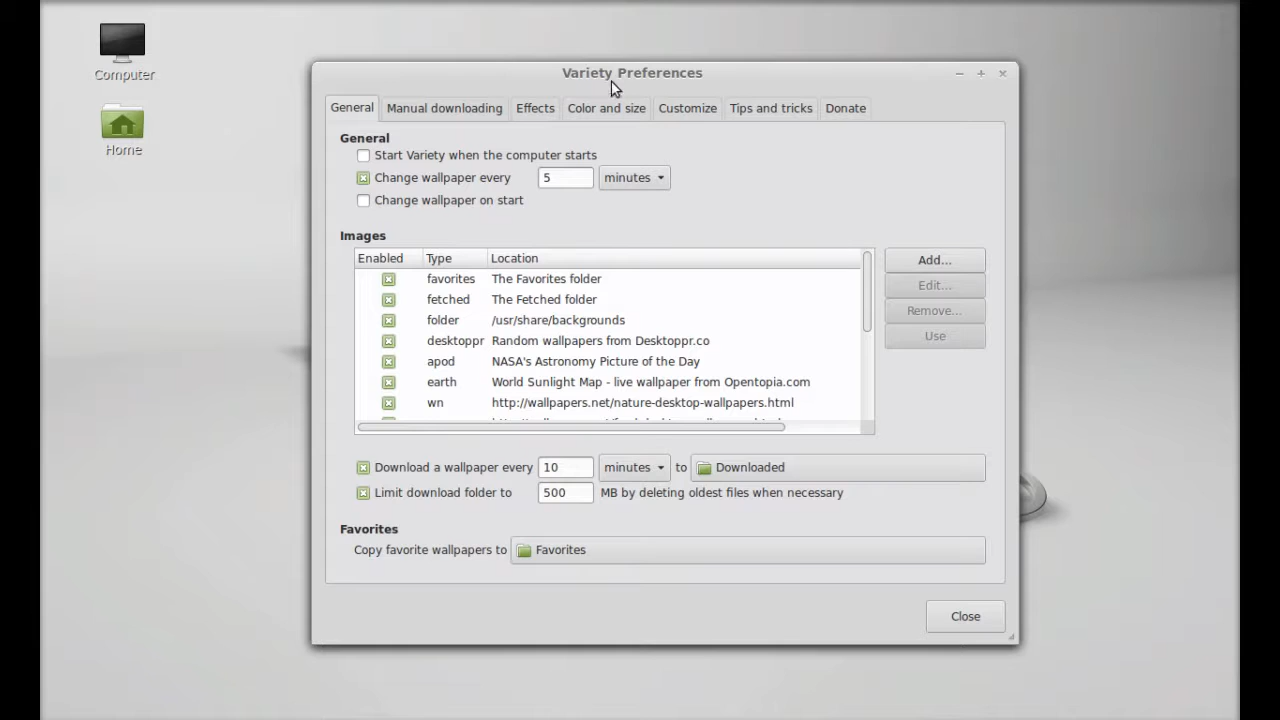 Computer
Home
Variety Preferences
General Manual downloading Effects Color and size Customize Tips and tricks Donate
General
Start Variety when the computer starts
Change wallpaper every 5 minutes
Change wallpaper on start
Images
Enabled Type Location
favorites The Favorites folder
fetched The Fetched folder
folder /usr/share/backgrounds
desktoppr Random wallpapers from Desktoppr.co
apod NASA's Astronomy Picture of the Day
earth World Sunlight Map - live wallpaper from Opentopia.com
wn http://wallpapers.net/nature-desktop-wallpapers.html
Add...
Edit...
Remove...
Use
Download a wallpaper every 10 minutes to Downloaded
Limit download folder to 500 MB by deleting oldest files when necessary
Favorites
Copy favorite wallpapers to Favorites
Close